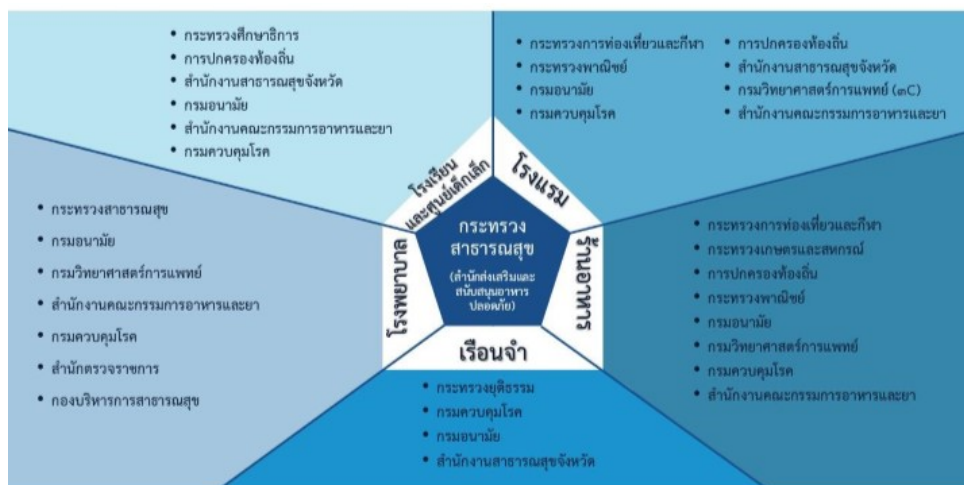 กระทรวงศึกษาธิการ
การปกครองท้องถิ่น
สำนักงานสาธารณสุขจังหวัด
กรมอนามัย
สำนักงานคณะกรรมการอาหารและยา
กรมควบคุมโรค
กระทรวงการท่องเที่ยวและกีฬา
กระทรวงพาณิชย์
กรมอนามัย
กรมควบคุมโรค
การปกครองท้องถิ่น
สำนักงานสาธารณสุขจังหวัด
กรมวิทยาศาสตร์การแพทย์ (๓C)
สำนักงานคณะกรรมการอาหารและยา
โรงเรียน
และศูนย์เด็กเล็ก
โรงแรม
กระทรวงสาธารณสุข
กรมอนามัย
กรมวิทยาศาสตร์การแพทย์
สำนักงานคณะกรรมการอาหารและยา
กรมควบคุมโรค
สำนักตรวจราชการ
กองบริหารการสาธารณสุข
โรงพยาบาล
กระทรวง
สาธารณสุข
(สำนักส่งเสริมและ
สนับสนุนอาหาร
ปลอดภัย)
ร้านอาหาร
กระทรวงการท่องเที่ยวและกีฬา
กระทรวงเกษตรและสหกรณ์
การปกครองท้องถิ่น
กระทรวงพาณิชย์
กรมอนามัย
กรมวิทยาศาสตร์การแพทย์
กรมควบคุมโรค
สำนักงานคณะกรรมการอาหารและยา
เรือนจำ
กระทรวงยุติธรรม
กรมควบคุมโรค
กรมอนามัย
สำนักงานสาธารณสุขจังหวัด